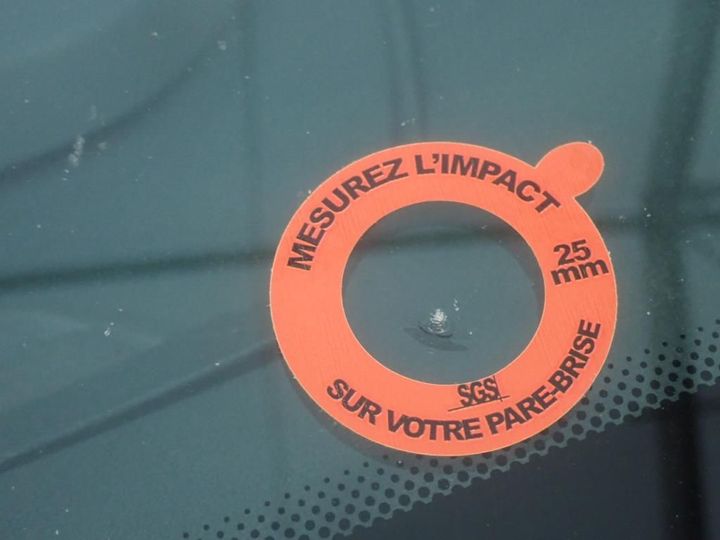 MESUREZ L'IMPACT
25
mm
SGS
SUR VOTRE PARE-BRISE